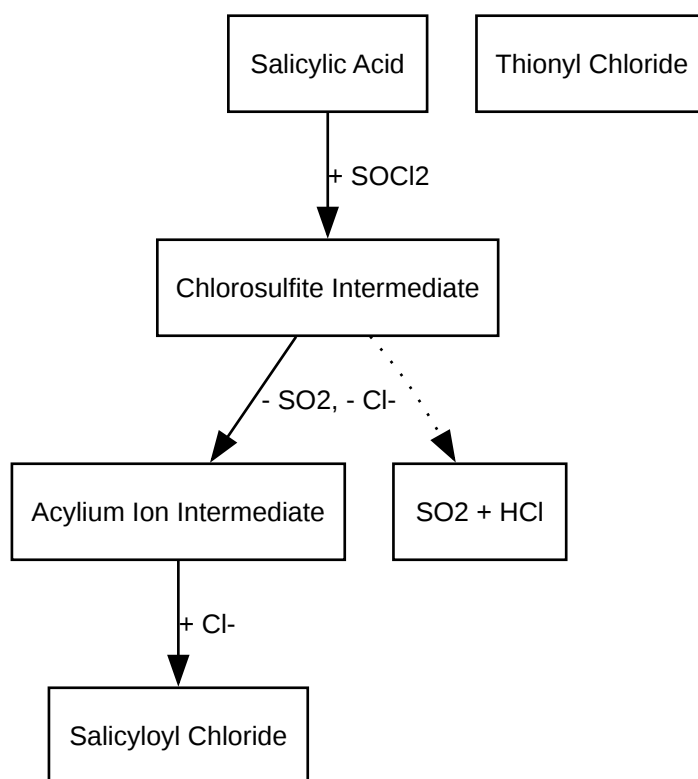 Salicylic Acid
Thionyl Chloride
+ SOCl2
Chlorosulfite Intermediate
- SO2, - Cl-
Acylium Ion Intermediate
SO2 + HCl
+ Cl-
Salicyloyl Chloride